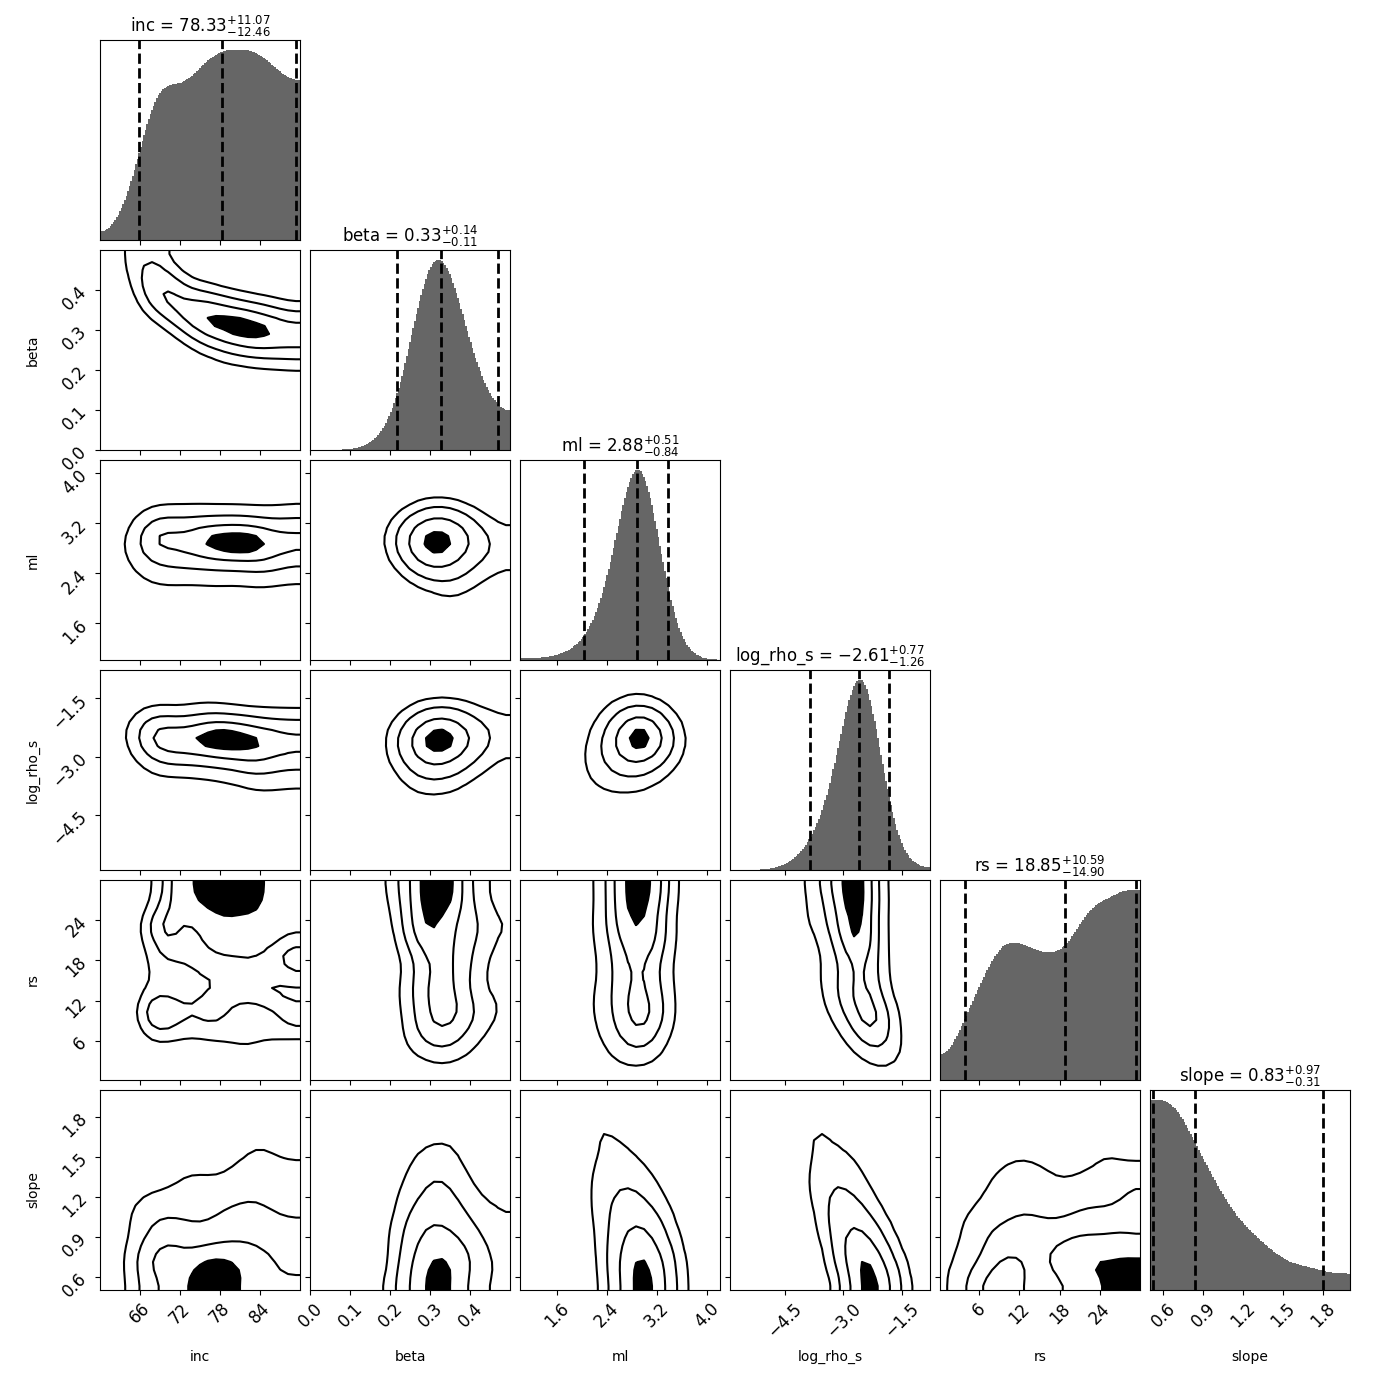 inc = 78.33+11.07−12.46
beta = 0.33+0.14−0.11
0.4
0.3
0.2
0.1
0.0
beta
ml = 2.88+0.51−0.84
4.0
3.2
2.4
1.6
ml
log_rho_s = −2.61+0.77−1.26
−1.5
−3.0
−4.5
log_rho_s
rs = 18.85+10.59−14.90
24
18
12
6
rs
slope = 0.83+0.97−0.31
1.8
1.5
1.2
0.9
0.6
slope
66 72 78 84 0.0 0.1 0.2 0.3 0.4 1.6 2.4 3.2 4.0 −4.5 −3.0 −1.5 6 12 18 24 0.6 0.9 1.2 1.5 1.8
inc beta ml log_rho_s rs slope